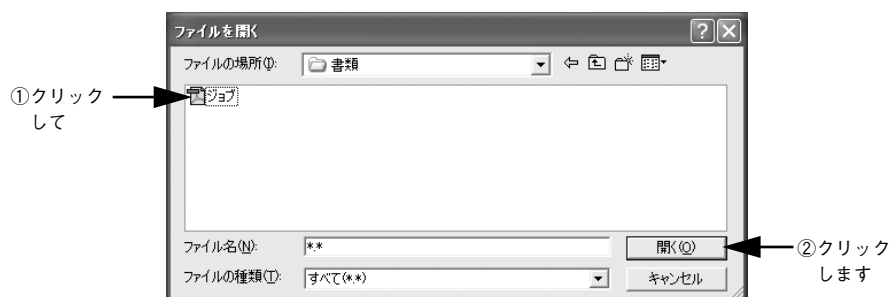 ファイルを開く
ファイルの場所(I):
書類
①クリック
して
ジョブ
ファイル名(N):
*.*
開く(O)
②クリック
します
ファイルの種類(T):
すべて(*.*)
キャンセル